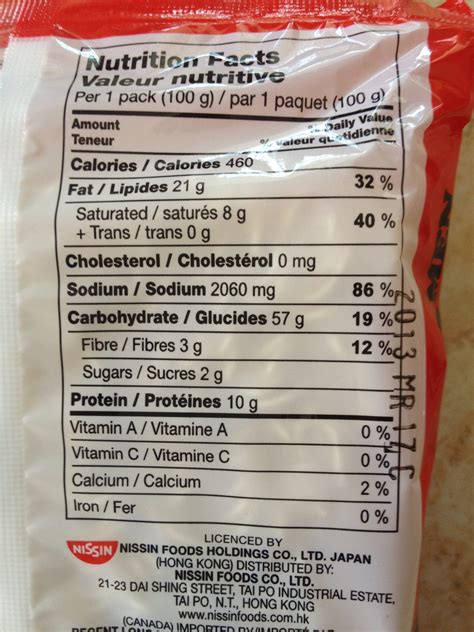 Nutrition Facts
Valeur nutritive
Per 1 pack (100 g) / par 1 paquet (100 g)
Amount % Daily Value
Teneur % valeur quotidienne
Calories / Calories 460
Fat / Lipides 21 g 32 %
Saturated / saturés 8 g 40 %
+ Trans / trans 0 g
Cholesterol / Cholestérol 0 mg
Sodium / Sodium 2060 mg 86 %
Carbohydrate / Glucides 57 g 19 %
Fibre / Fibres 3 g 12 %
Sugars / Sucres 2 g
Protein / Protéines 10 g
Vitamin A / Vitamine A 0 %
Vitamin C / Vitamine C 0 %
Calcium / Calcium 2 %
Iron / Fer 0 %
2013 MR 17
LICENCED BY
NISSIN NISSIN FOODS HOLDINGS CO., LTD. JAPAN
(HONG KONG) DISTRIBUTED BY:
NISSIN FOODS CO., LTD.
21-23 DAI SHING STREET, TAI PO INDUSTRIAL ESTATE,
TAI PO, N.T., HONG KONG
www.nissinfoods.com.hk
(CANADA) IMPORTED BY/IMPORTÉ